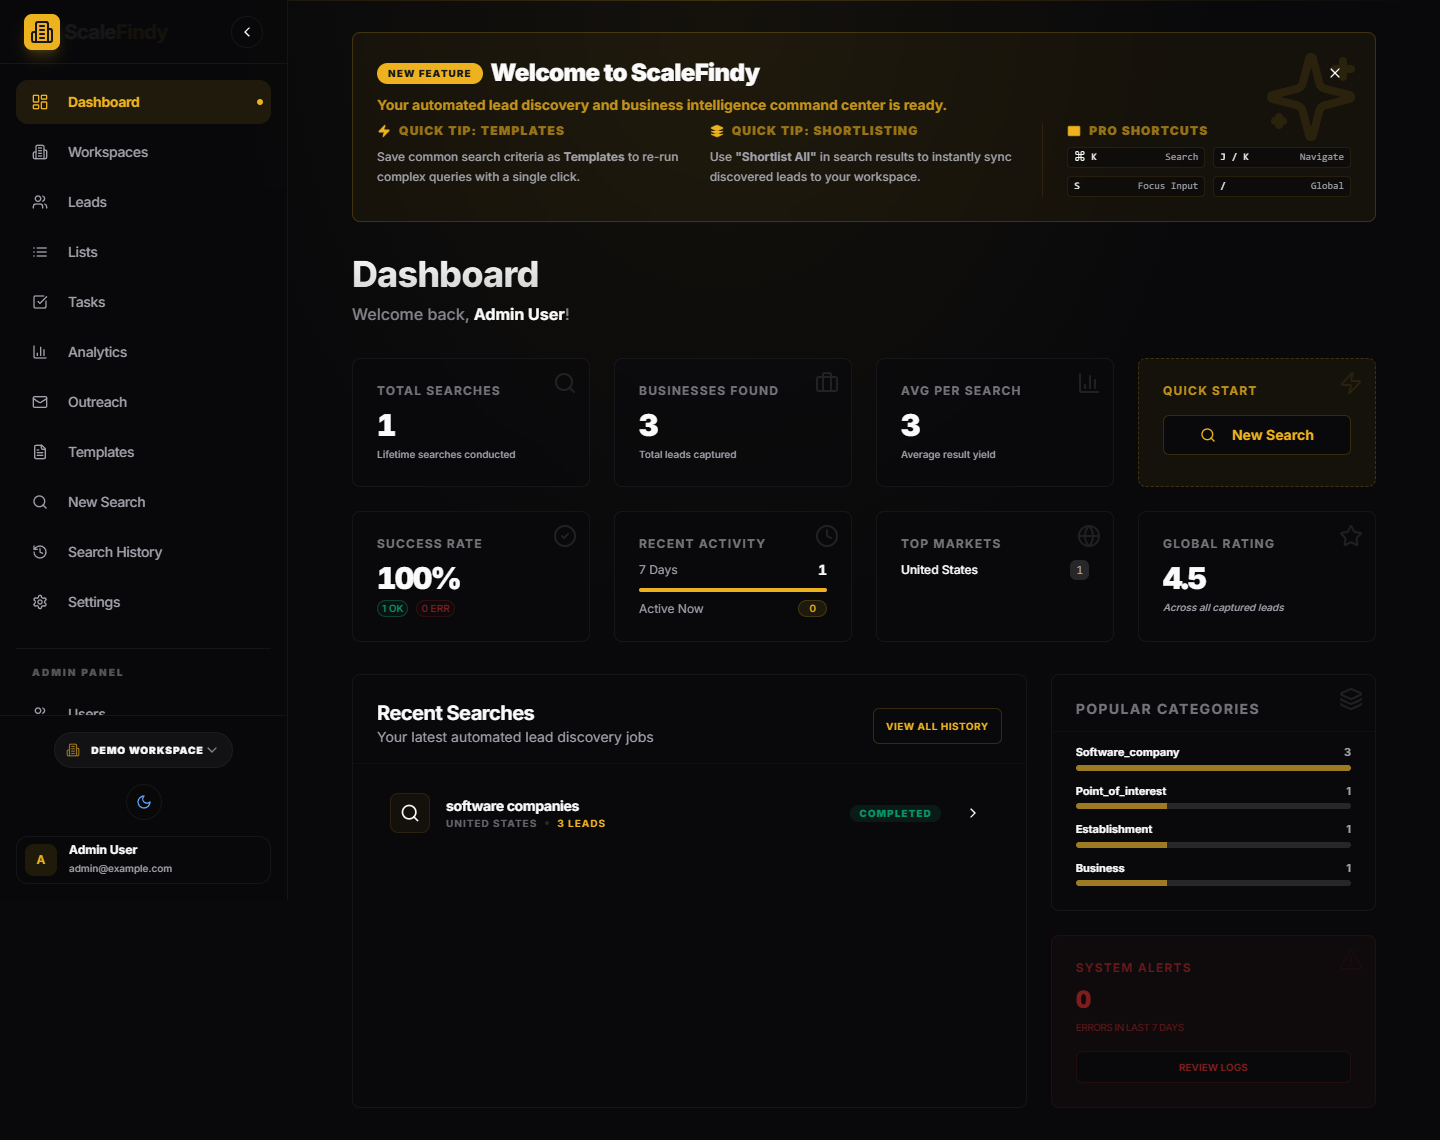 ScaleFindy
Dashboard
Workspaces
Leads
Lists
Tasks
Analytics
Outreach
Templates
New Search
Search History
Settings
ADMIN PANEL
Users
DEMO WORKSPACE
A
Admin User
admin@example.com
NEW FEATURE
Welcome to ScaleFindy
Your automated lead discovery and business intelligence command center is ready.
QUICK TIP: TEMPLATES
Save common search criteria as Templates to re-run
complex queries with a single click.
QUICK TIP: SHORTLISTING
Use "Shortlist All" in search results to instantly sync
discovered leads to your workspace.
PRO SHORTCUTS
⌘ K Search
J / K Navigate
S Focus Input
/ Global
Dashboard
Welcome back, Admin User!
TOTAL SEARCHES
1
Lifetime searches conducted
BUSINESSES FOUND
3
Total leads captured
AVG PER SEARCH
3
Average result yield
QUICK START
New Search
SUCCESS RATE
100%
1 OK 0 ERR
RECENT ACTIVITY
7 Days 1
Active Now 0
TOP MARKETS
United States 1
GLOBAL RATING
4.5
Across all captured leads
Recent Searches
Your latest automated lead discovery jobs
VIEW ALL HISTORY
software companies
UNITED STATES • 3 LEADS
COMPLETED
POPULAR CATEGORIES
Software_company 3
Point_of_interest 1
Establishment 1
Business 1
SYSTEM ALERTS
0
ERRORS IN LAST 7 DAYS
REVIEW LOGS